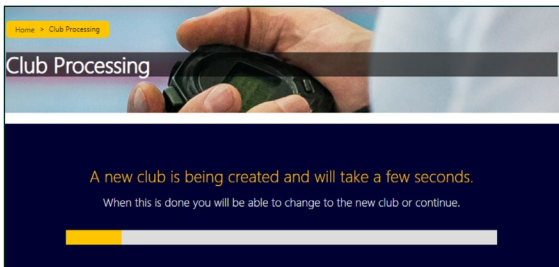 Home > Club Processing
Club Processing
A new club is being created and will take a few seconds.
When this is done you will be able to change to the new club or continue.